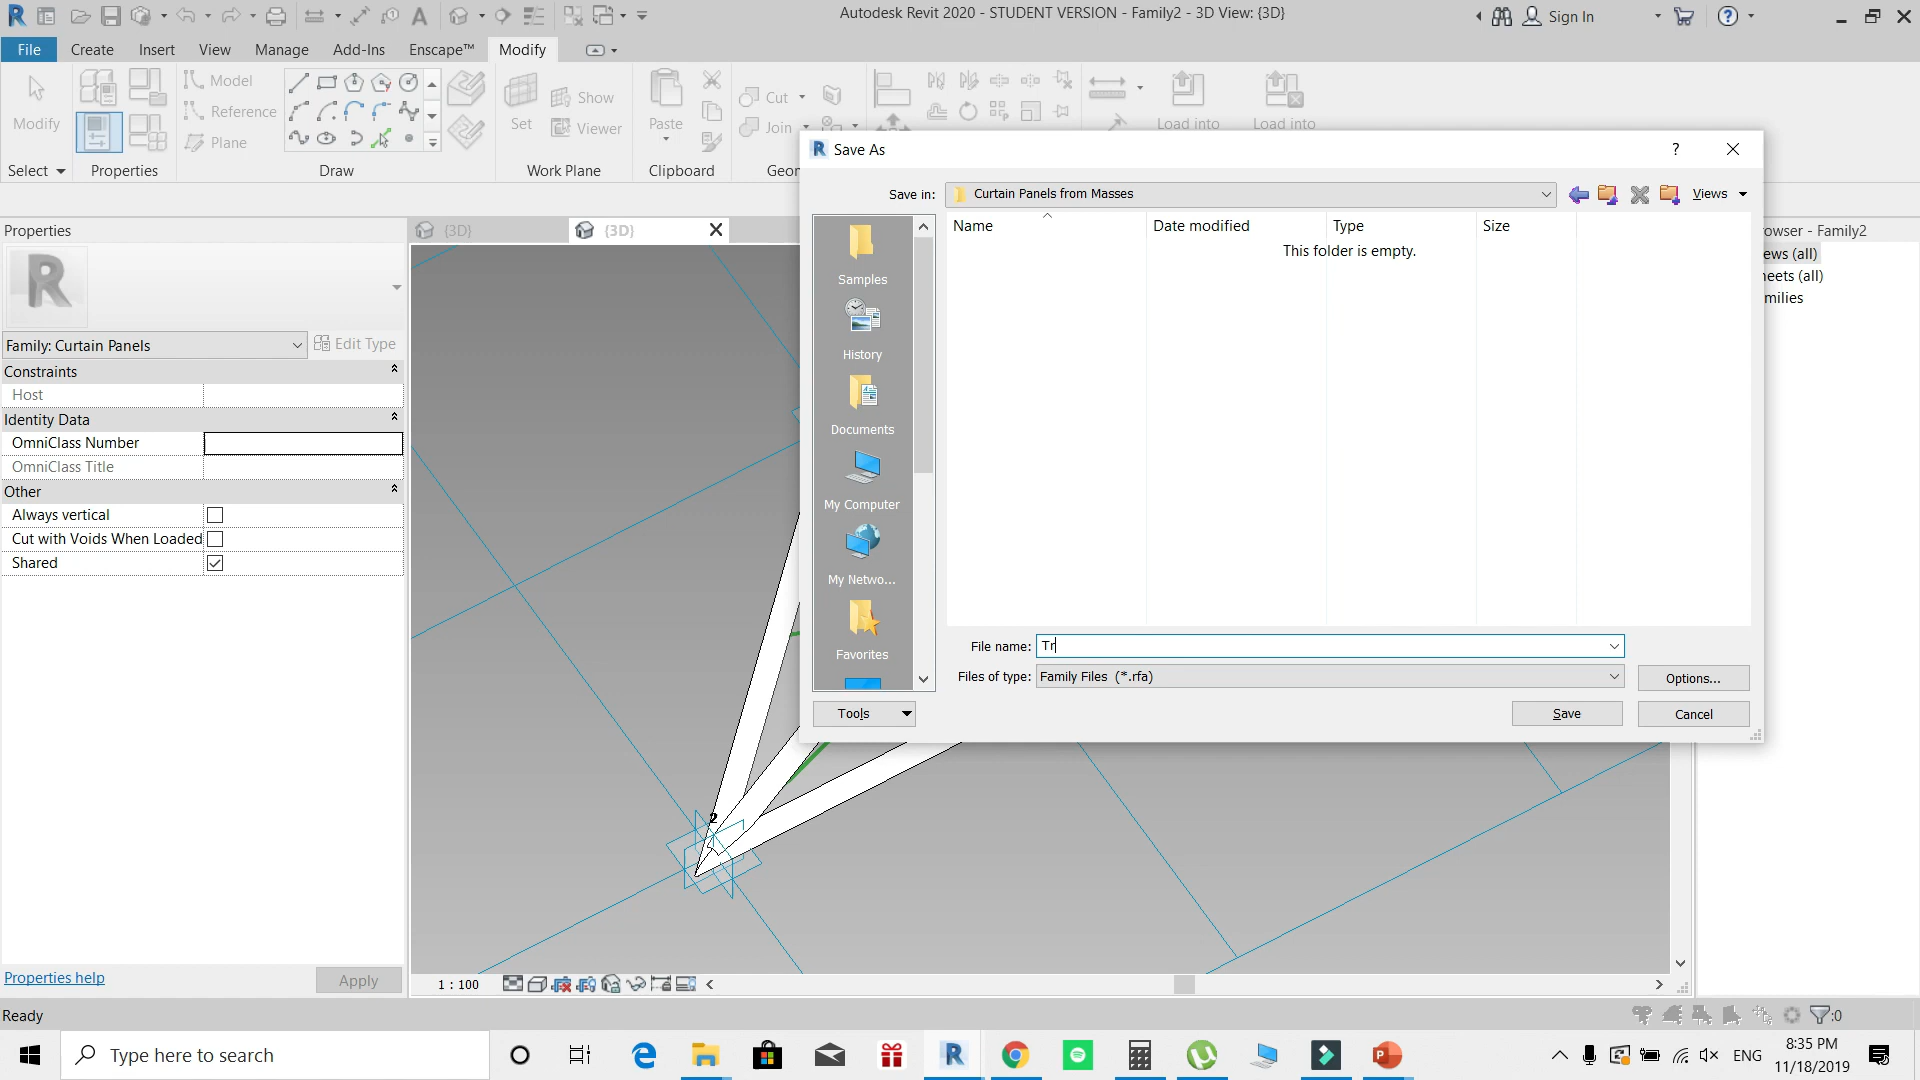 Autodesk Revit 2020 - STUDENT VERSION - Family2 - 3D View: {3D}
Sign In
File Create Insert View Manage Add-Ins Enscape™ Modify
Modify
Model
Reference
Plane
Set
Show
Viewer
Paste
Cut
Join
Load into
Load into
Select
Properties
Draw
Work Plane
Clipboard
Geor
Save As
Save in:
Curtain Panels from Masses
Views
Name
Date modified
Type
Size
This folder is empty.
Samples
History
Documents
My Computer
My Netwo...
Favorites
File name:
Tr
Files of type:
Family Files (*.rfa)
Options...
Tools
Save
Cancel
Properties
{3D}
{3D}
owser - Family2
ews (all)
eets (all)
milies
Family: Curtain Panels
Edit Type
Constraints
Host
Identity Data
OmniClass Number
OmniClass Title
Other
Always vertical
Cut with Voids When Loaded
Shared
2
Properties help
Apply
1 : 100
Ready
:0
Type here to search
ENG
8:35 PM
11/18/2019